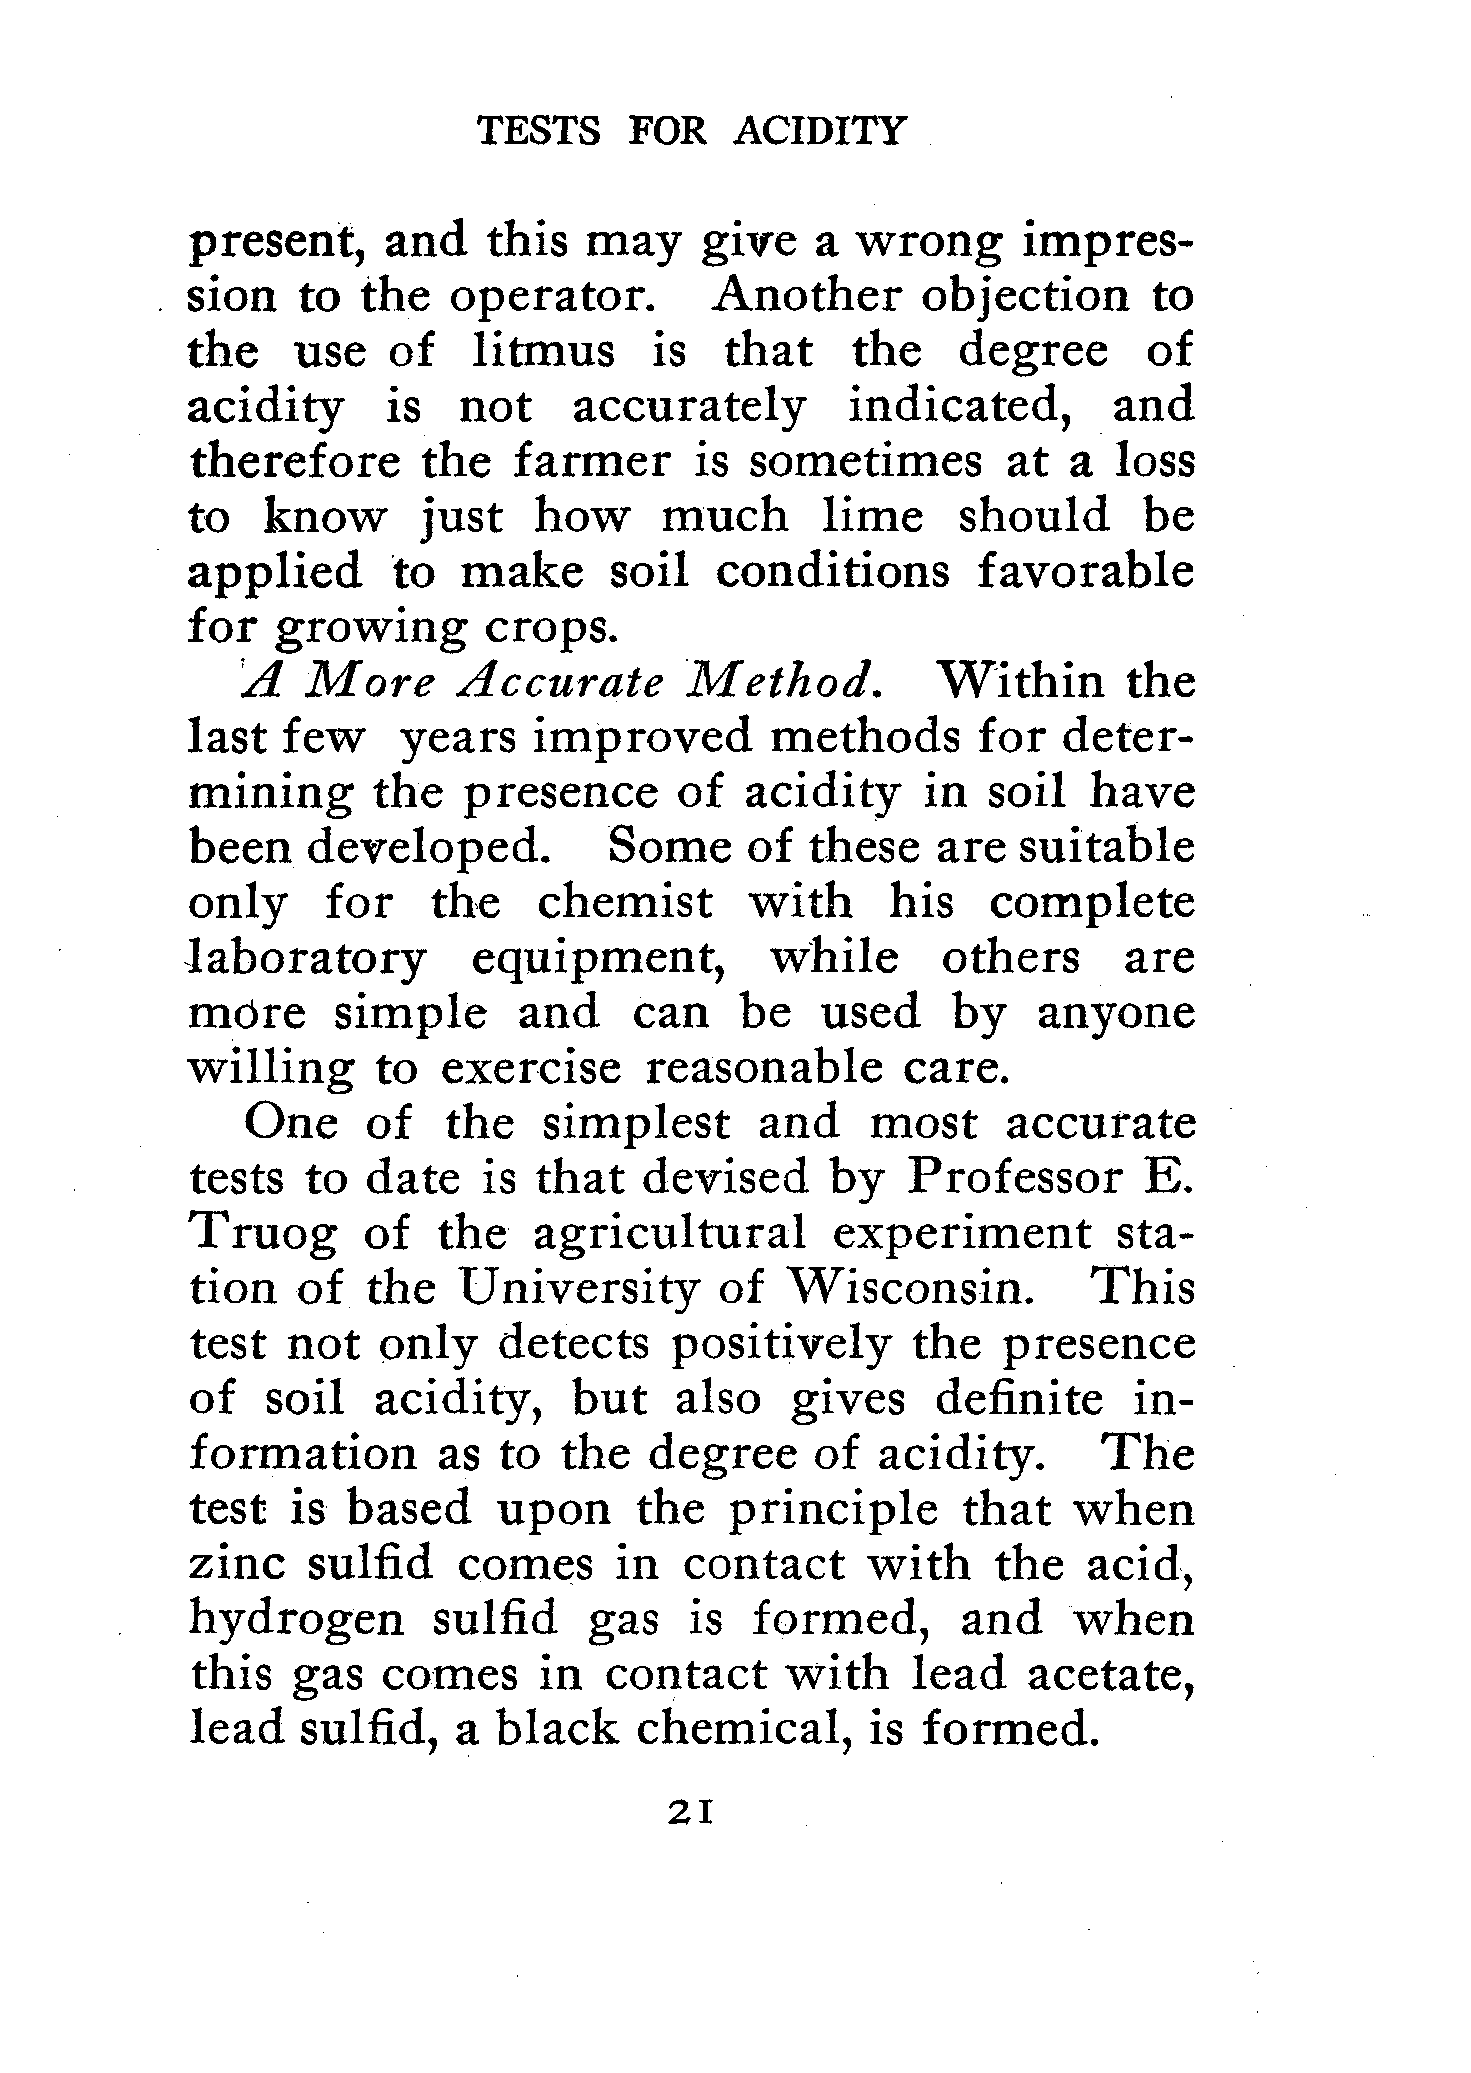 TESTS FOR ACIDITY
present, and this may give a wrong impres-
sion to the operator. Another objection to
the use of litmus is that the degree of
acidity is not accurately indicated, and
therefore the farmer is sometimes at a loss
to know just how much lime should be
applied to make soil conditions favorable
for growing crops.
A More Accurate Method. Within the
last few years improved methods for deter-
mining the presence of acidity in soil have
been developed. Some of these are suitable
only for the chemist with his complete
laboratory equipment, while others are
more simple and can be used by anyone
willing to exercise reasonable care.
One of the simplest and most accurate
tests to date is that devised by Professor E.
Truog of the agricultural experiment sta-
tion of the University of Wisconsin. This
test not only detects positively the presence
of soil acidity, but also gives definite in-
formation as to the degree of acidity. The
test is based upon the principle that when
zinc sulfid comes in contact with the acid,
hydrogen sulfid gas is formed, and when
this gas comes in contact with lead acetate,
lead sulfid, a black chemical, is formed.
21